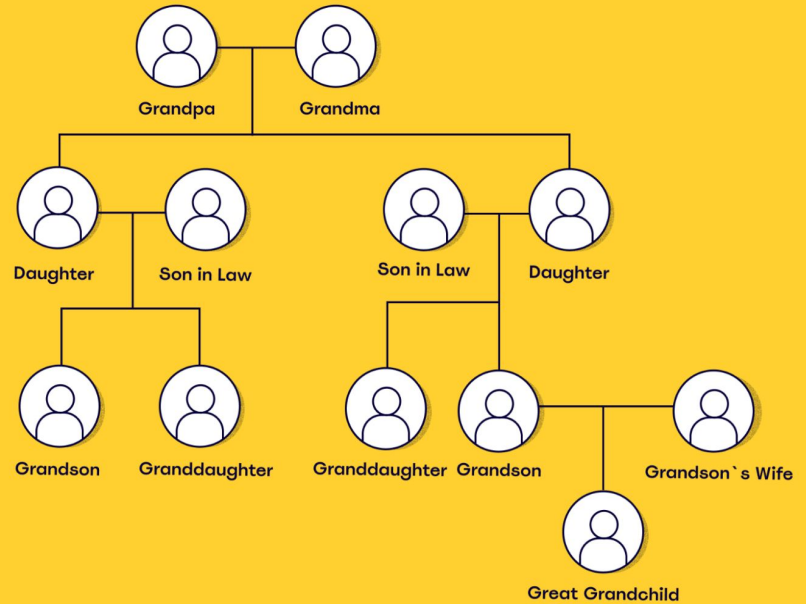 Grandpa
Grandma
Daughter
Son in Law
Son in Law
Daughter
Grandson
Granddaughter
Granddaughter
Grandson
Grandson`s Wife
Great Grandchild